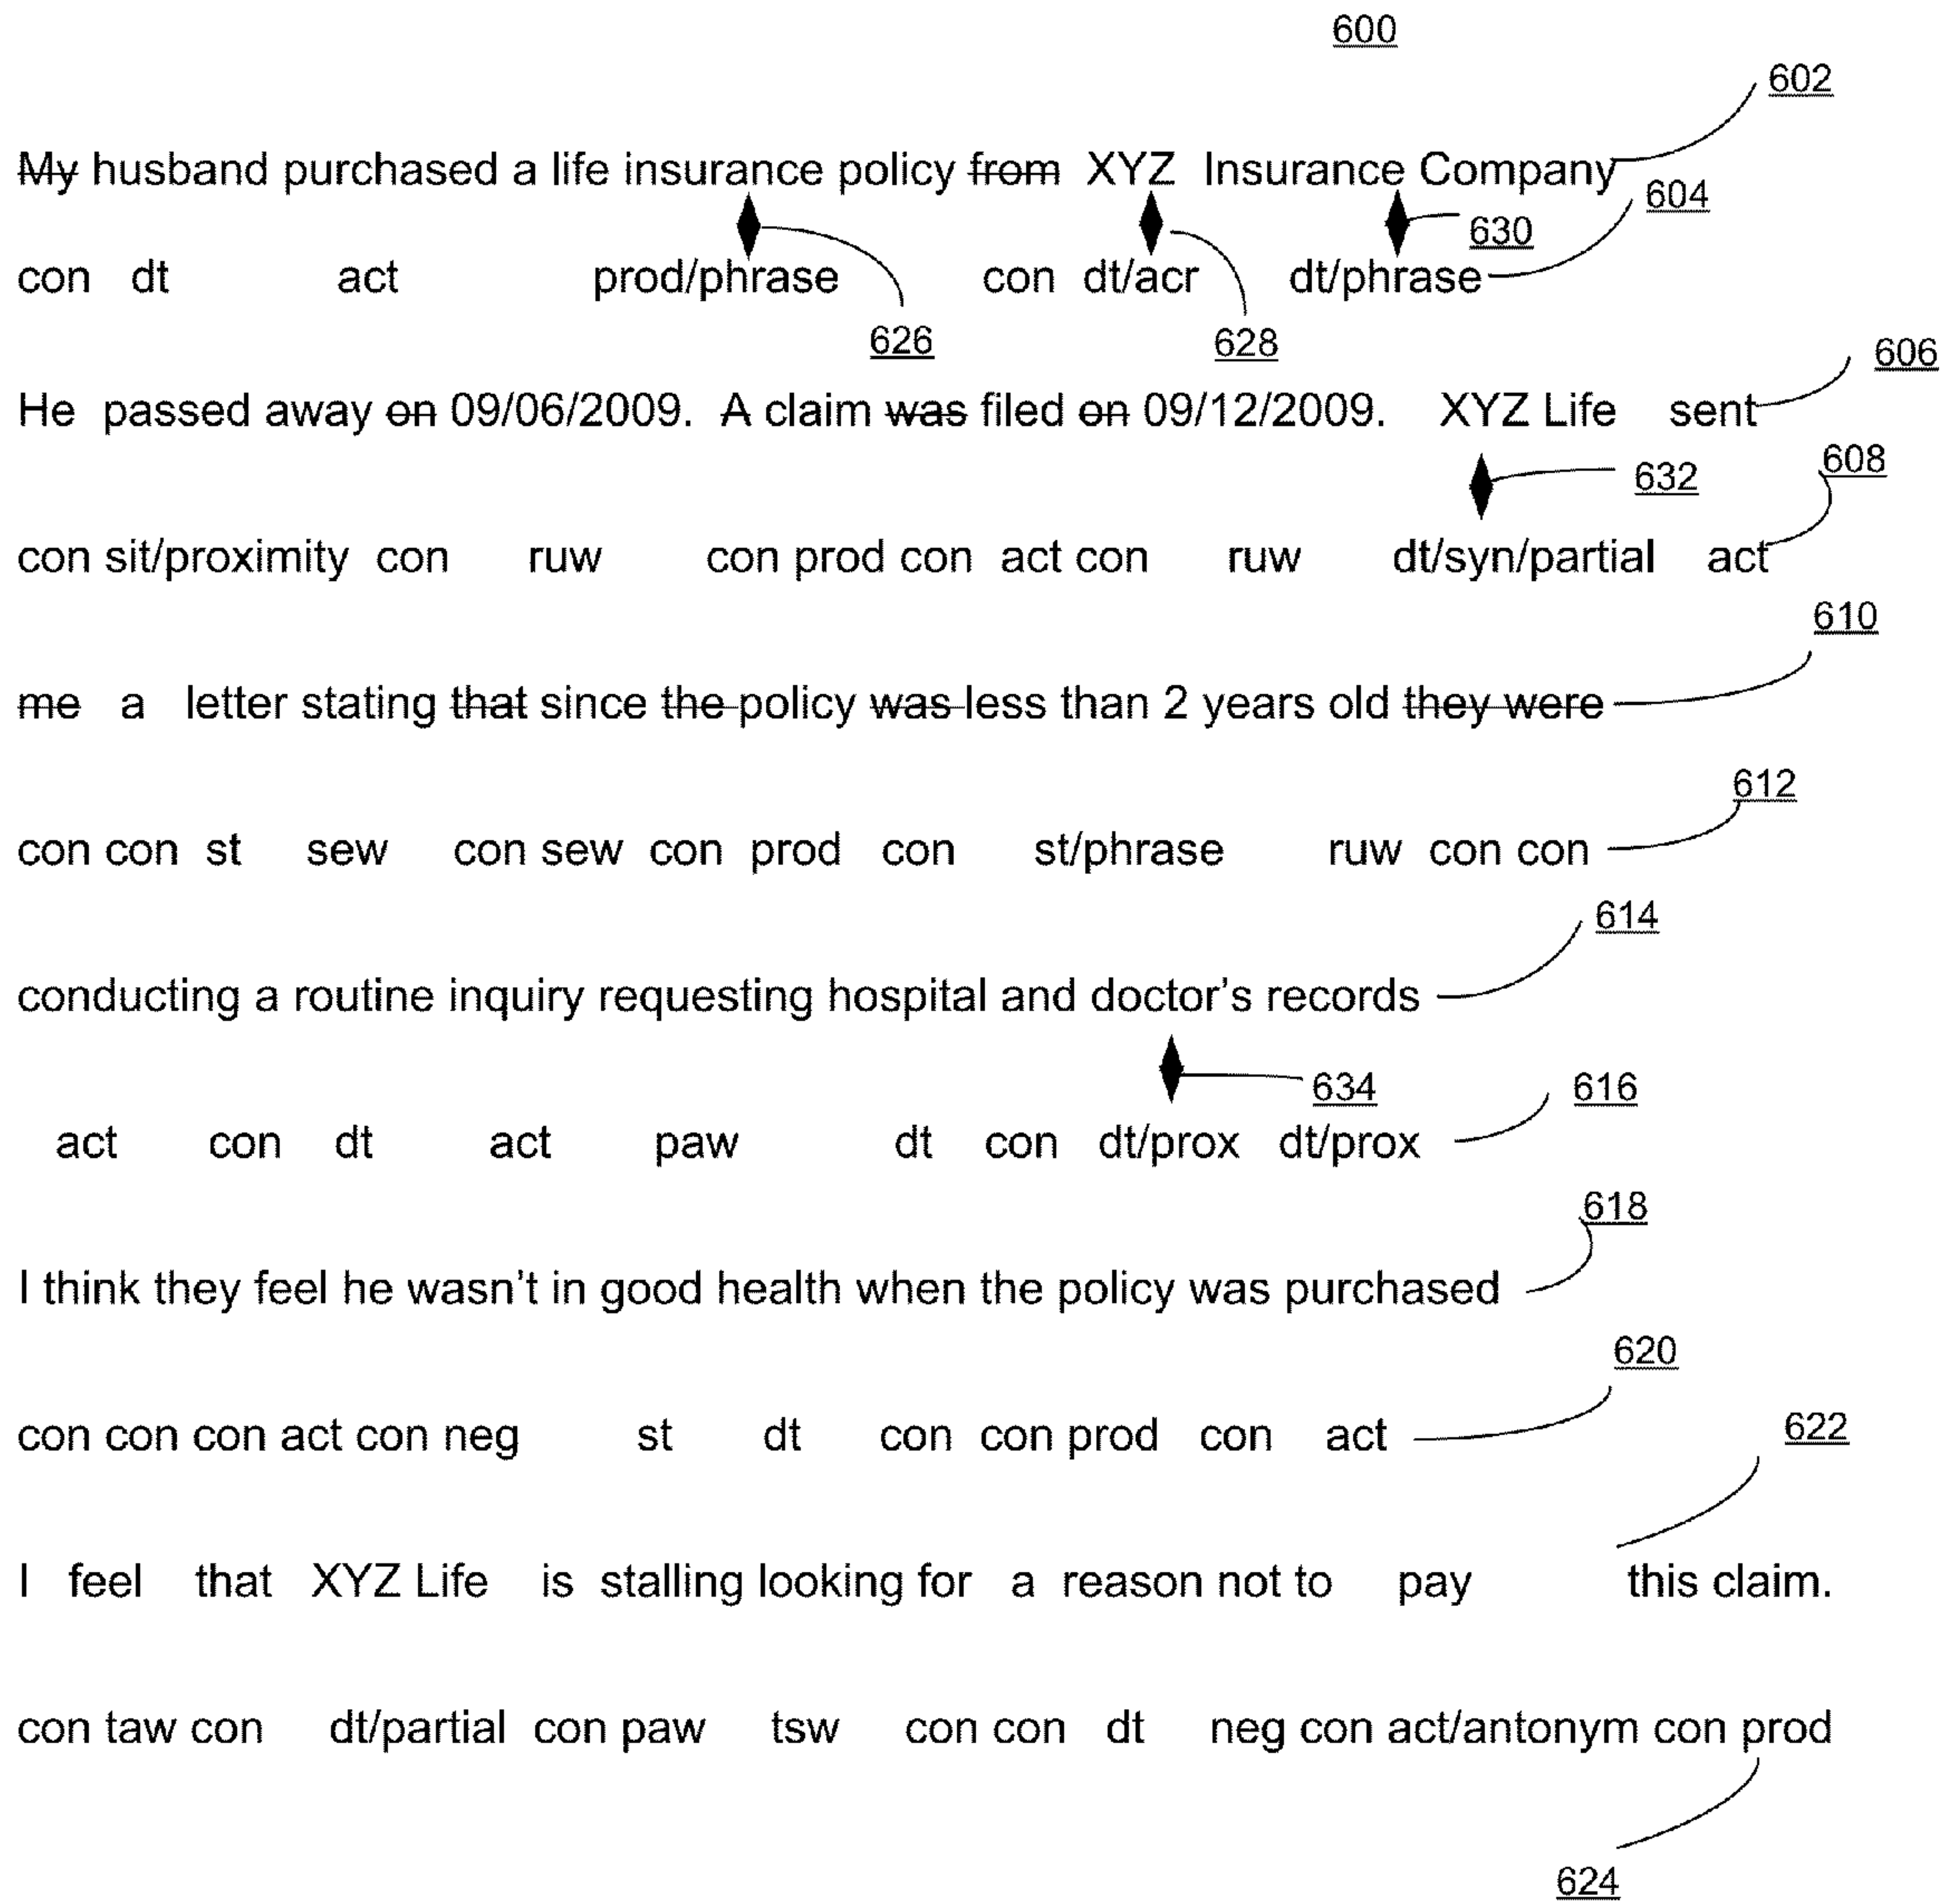 600
602
My husband purchased a life insurance policy from XYZ Insurance Company
604
630
con dt act prod/phrase con dt/acr dt/phrase
626 628
606
He passed away on 09/06/2009. A claim was filed on 09/12/2009. XYZ Life sent
608
632
con sit/proximity con ruw con prod con act con ruw dt/syn/partial act
610
me a letter stating that since the policy was less than 2 years old they were
612
con con st sew con sew con prod con st/phrase ruw con con
614
conducting a routine inquiry requesting hospital and doctor's records
634 616
act con dt act paw dt con dt/prox dt/prox
618
I think they feel he wasn't in good health when the policy was purchased
620
622
con con con act con neg st dt con con prod con act
I feel that XYZ Life is stalling looking for a reason not to pay this claim.
con taw con dt/partial con paw tsw con con dt neg con act/antonym con prod
624